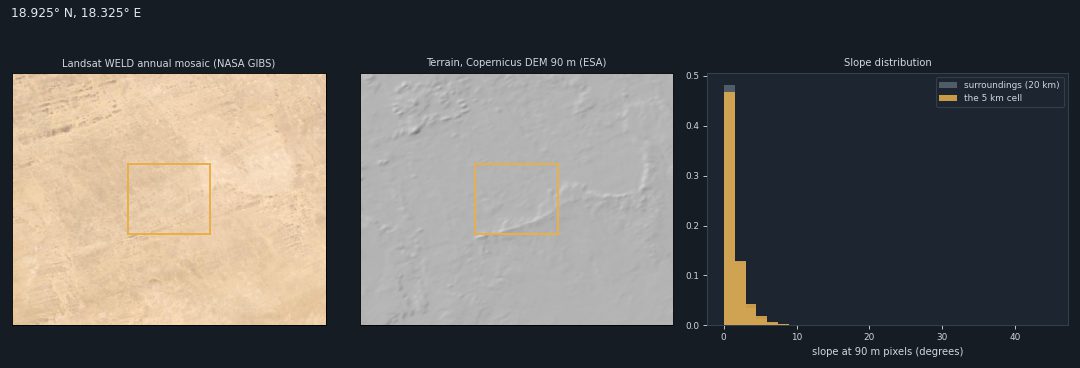 18.925° N, 18.325° E
Landsat WELD annual mosaic (NASA GIBS)
Terrain, Copernicus DEM 90 m (ESA)
Slope distribution
surroundings (20 km)
the 5 km cell
0.5
0.4
0.3
0.2
0.1
0.0
0 10 20 30 40
slope at 90 m pixels (degrees)